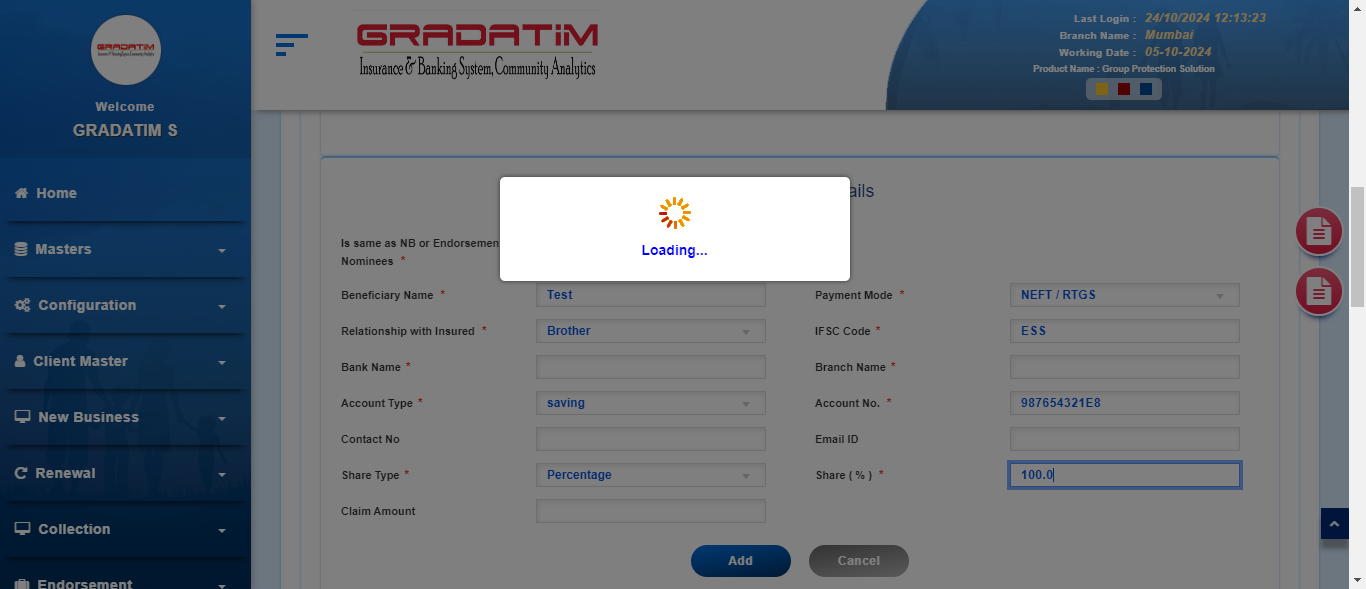 GRADATIM
Welcome
GRADATIM S
Home
Masters
Configuration
Client Master
New Business
Renewal
Collection
Endorsement
GRADATIM
Insurance & Banking System, Community Analytics
Last Login : 24/10/2024 12:13:23
Branch Name : Mumbai
Working Date : 05-10-2024
Product Name : Group Protection Solution
ails
Loading...
Is same as NB or Endorsemen
Nominees *
Beneficiary Name * Test Payment Mode * NEFT / RTGS
Relationship with Insured * Brother IFSC Code * ESS
Bank Name * Branch Name *
Account Type * saving Account No. * 987654321E8
Contact No Email ID
Share Type * Percentage Share ( % ) * 100.0
Claim Amount
Add Cancel